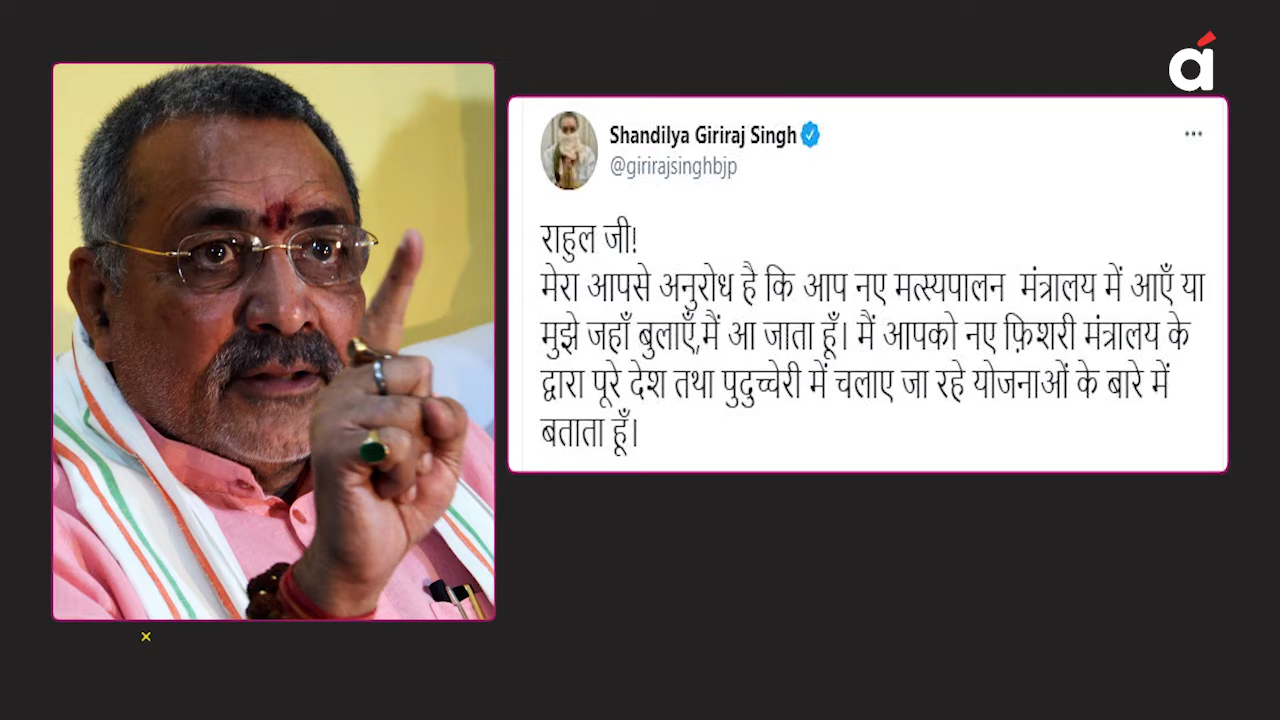 á
Shandilya Giriraj Singh
@girirajsinghbjp
राहुल जी!
मेरा आपसे अनुरोध है कि आप नए मत्स्यपालन मंत्रालय में आएँ या
मुझे जहाँ बुलाएँ,मैं आ जाता हूँ। मैं आपको नए फ़िशरी मंत्रालय के
द्वारा पूरे देश तथा पुदुच्चेरी में चलाए जा रहे योजनाओं के बारे में
बताता हूँ।